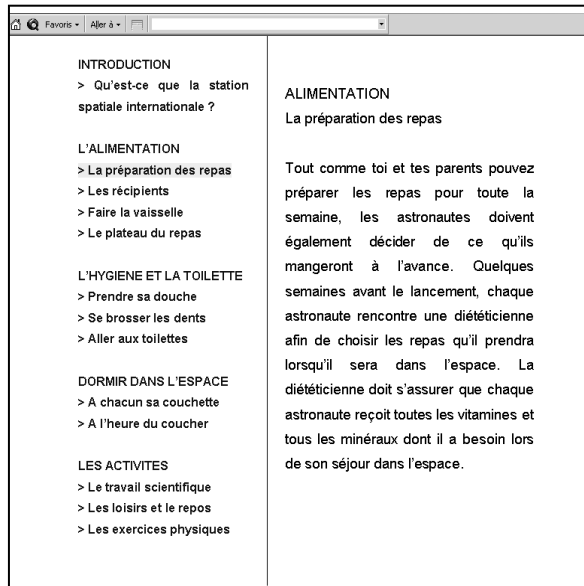 Favoris Aller à
INTRODUCTION
> Qu'est-ce que la station
spatiale internationale ?
L'ALIMENTATION
> La préparation des repas
> Les récipients
> Faire la vaisselle
> Le plateau du repas
L'HYGIENE ET LA TOILETTE
> Prendre sa douche
> Se brosser les dents
> Aller aux toilettes
DORMIR DANS L'ESPACE
> A chacun sa couchette
> A l'heure du coucher
LES ACTIVITES
> Le travail scientifique
> Les loisirs et le repos
> Les exercices physiques
ALIMENTATION
La préparation des repas
Tout comme toi et tes parents pouvez
préparer les repas pour toute la
semaine, les astronautes doivent
également décider de ce qu'ils
mangeront à l'avance. Quelques
semaines avant le lancement, chaque
astronaute rencontre une diététicienne
afin de choisir les repas qu'il prendra
lorsqu'il sera dans l'espace. La
diététicienne doit s'assurer que chaque
astronaute reçoit toutes les vitamines et
tous les minéraux dont il a besoin lors
de son séjour dans l'espace.